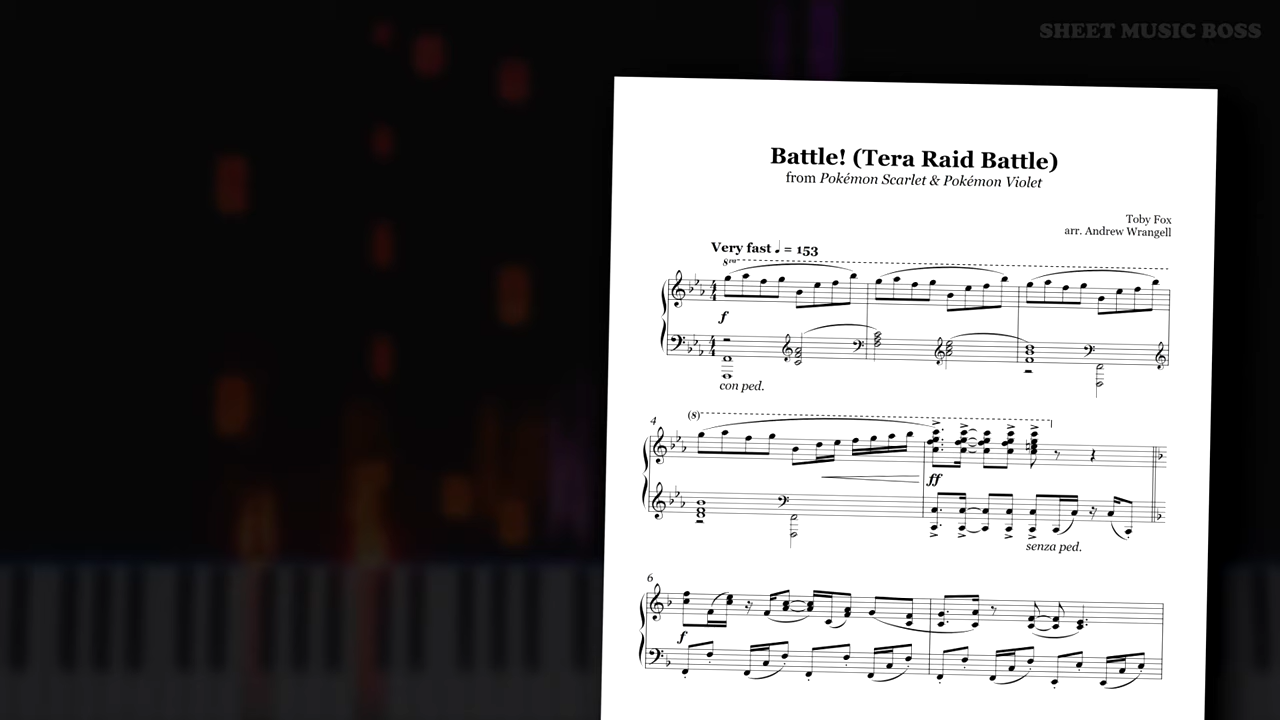 SHEET MUSIC BOSS
Battle! (Tera Raid Battle)
from Pokémon Scarlet & Pokémon Violet
Toby Fox
arr. Andrew Wrangell
Very fast ♩ = 153
8va
f
con ped.
4
(8)
ff
senza ped.
6
f